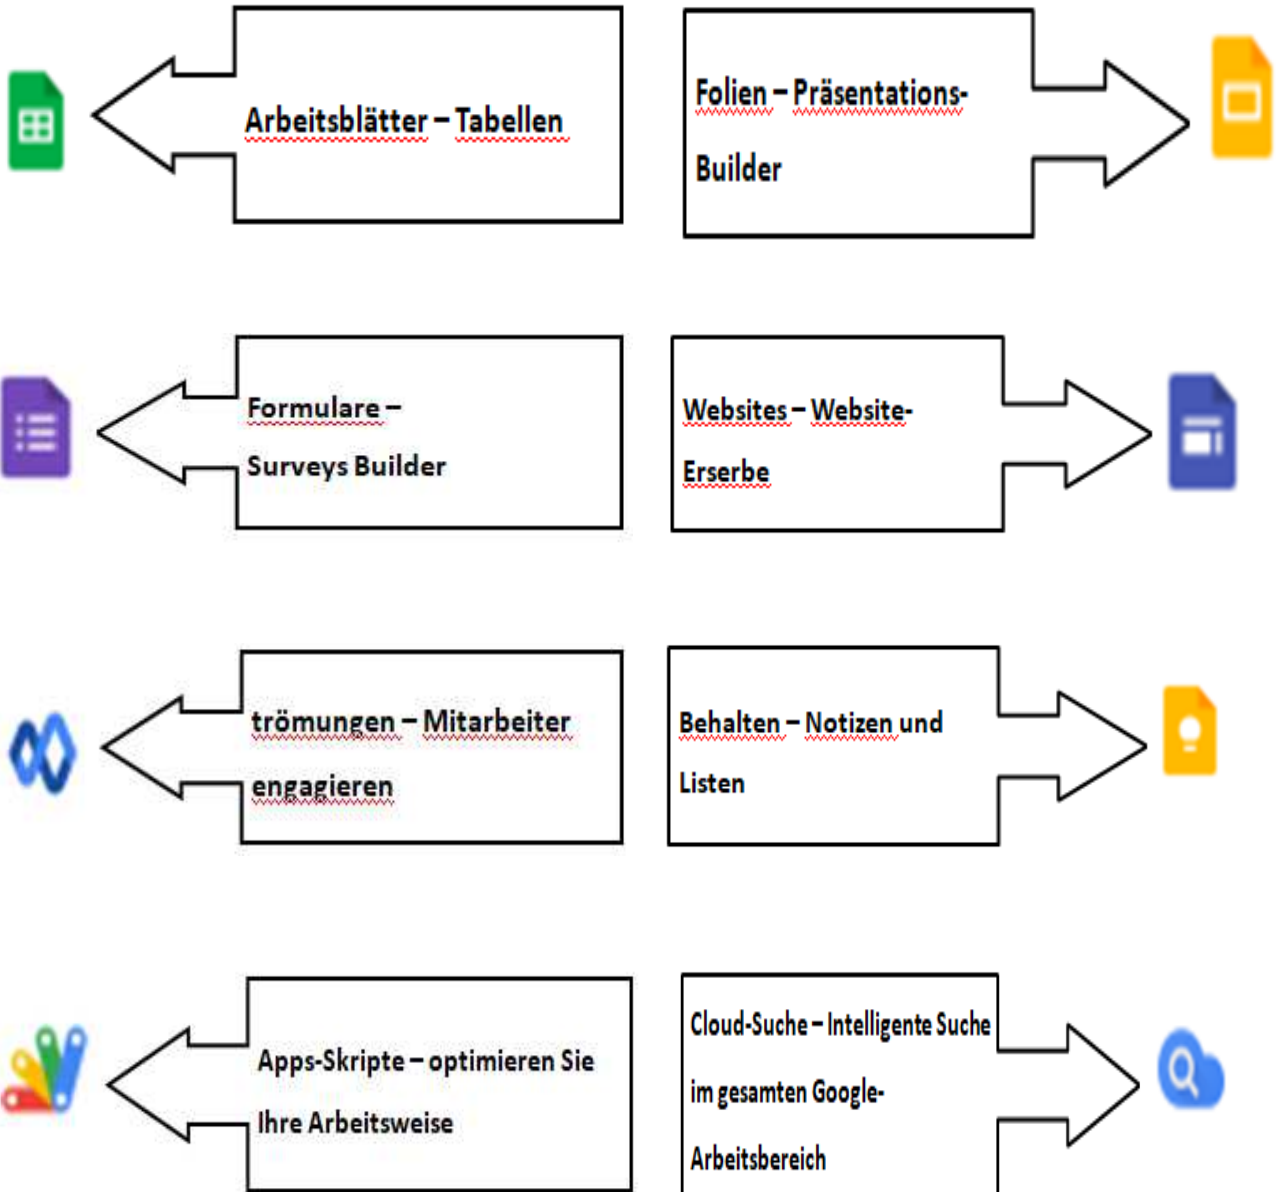 Arbeitsblätter – Tabellen
Folien – Präsentations-
Builder
Formulare –
Surveys Builder
Websites – Website-
Erserbe
trömungen – Mitarbeiter
engagieren
Behalten – Notizen und
Listen
Apps-Skripte – optimieren Sie
Ihre Arbeitsweise
Cloud-Suche – Intelligente Suche
im gesamten Google-
Arbeitsbereich